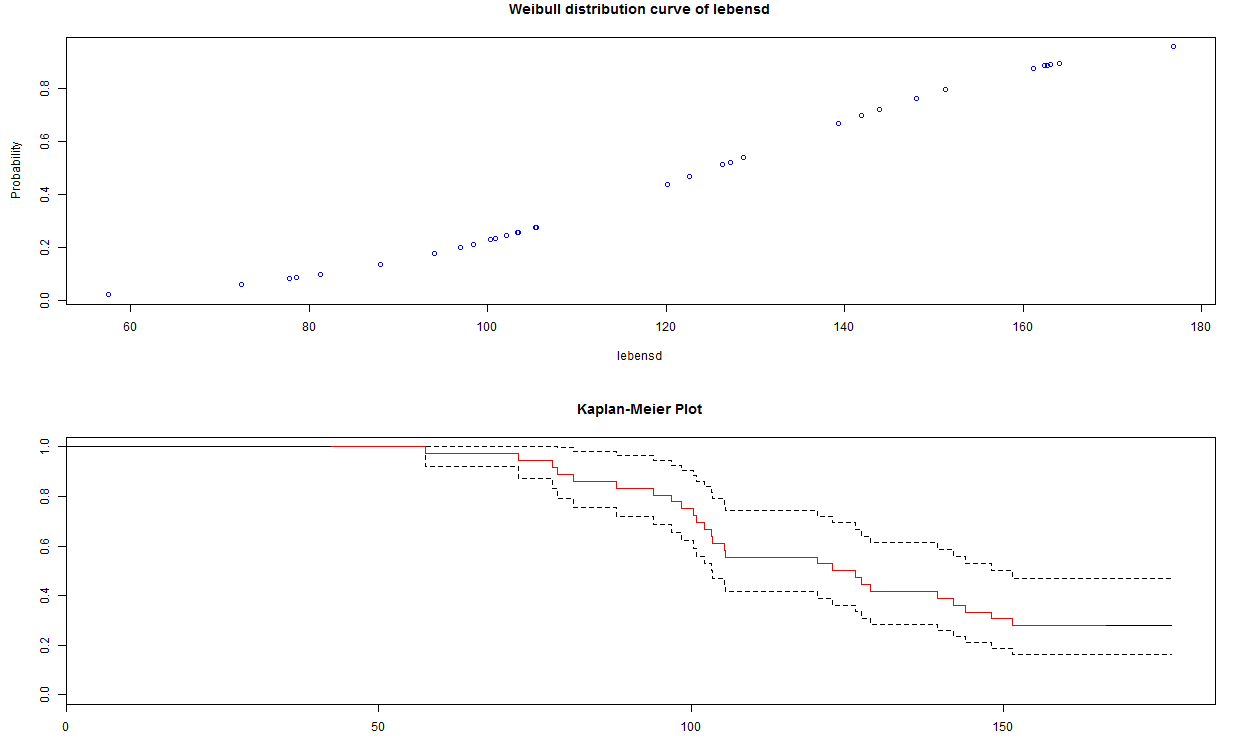 Weibull distribution curve of lebensd
Probability
0.8
0.6
0.4
0.2
0.0
60 80 100 120 140 160 180
lebensd
Kaplan-Meier Plot
1.0
0.8
0.6
0.4
0.2
0.0
0 50 100 150